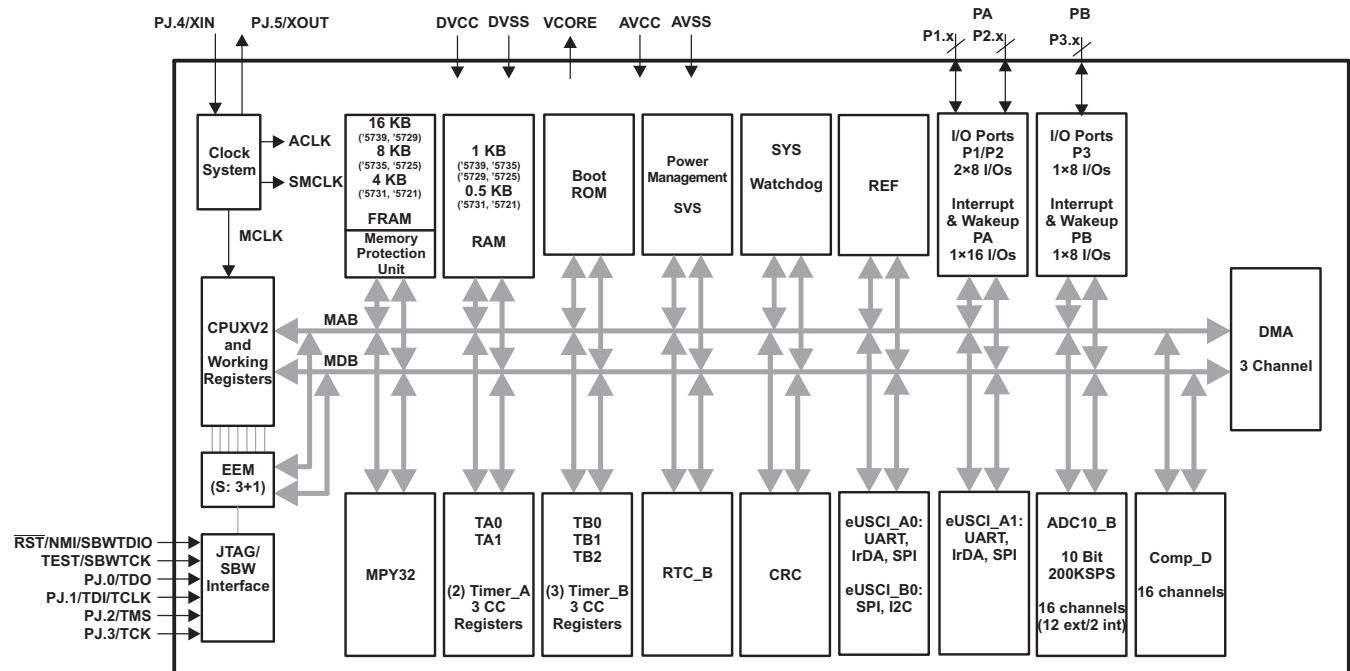 PJ.4/XIN
PJ.5/XOUT
DVCC
DVSS
VCORE
AVCC
AVSS
PA
P1.x
P2.x
PB
P3.x
Clock
System
ACLK
SMCLK
MCLK
16 KB
('5739, '5729)
8 KB
('5735, '5725)
4 KB
('5731, '5721)
FRAM
Memory
Protection
Unit
1 KB
('5739, '5735)
('5729, '5725)
0.5 KB
('5731, '5721)
RAM
Boot
ROM
Power
Management
SVS
SYS
Watchdog
REF
I/O Ports
P1/P2
2×8 I/Os
Interrupt
& Wakeup
PA
1×16 I/Os
I/O Ports
P3
1×8 I/Os
Interrupt
& Wakeup
PB
1×8 I/Os
CPUXV2
and
Working
Registers
MAB
MDB
DMA
3 Channel
EEM
(S: 3+1)
RST/NMI/SBWTDIO
TEST/SBWTCK
PJ.0/TDO
PJ.1/TDI/TCLK
PJ.2/TMS
PJ.3/TCK
JTAG/
SBW
Interface
MPY32
TA0
TA1
(2) Timer_A
3 CC
Registers
TB0
TB1
TB2
(3) Timer_B
3 CC
Registers
RTC_B
CRC
eUSCI_A0:
UART,
IrDA, SPI
eUSCI_B0:
SPI, I2C
eUSCI_A1:
UART,
IrDA, SPI
ADC10_B
10 Bit
200KSPS
16 channels
(12 ext/2 int)
Comp_D
16 channels